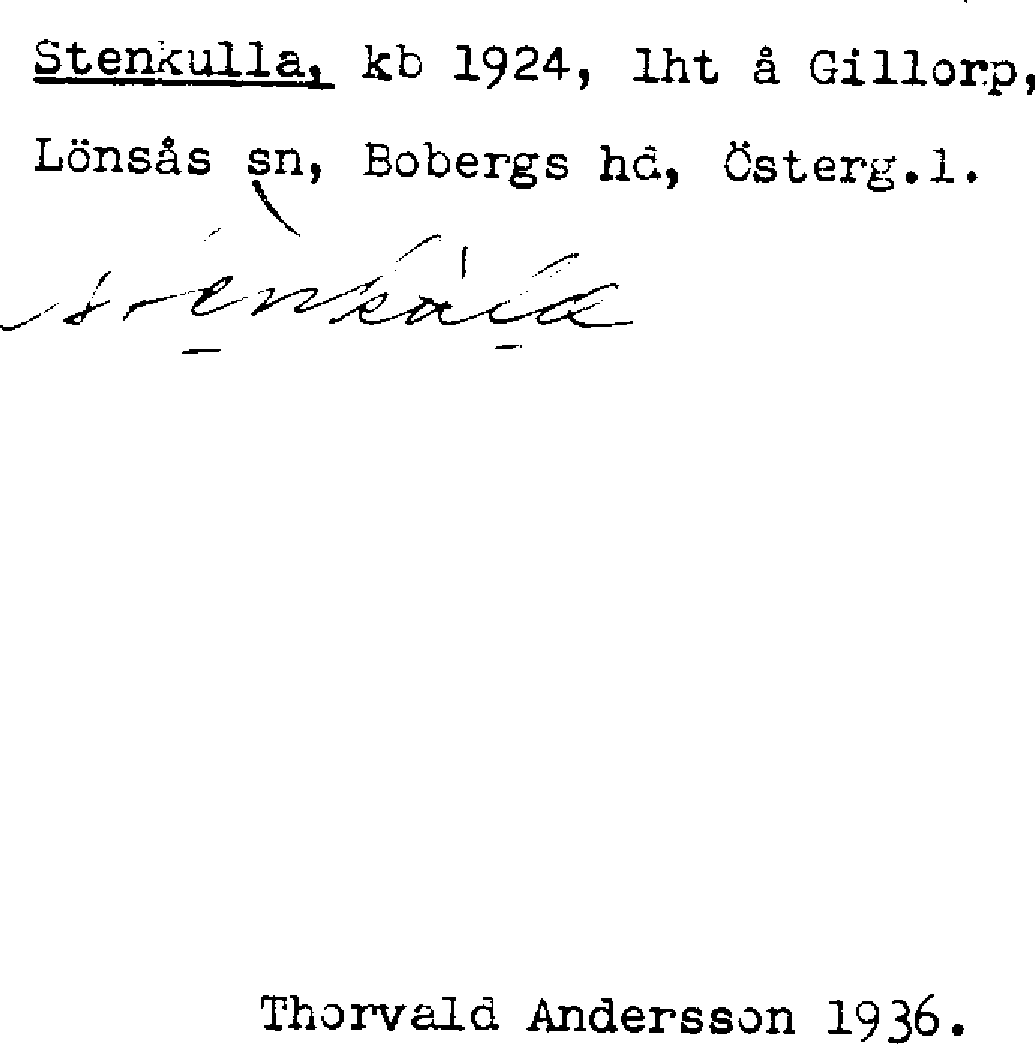 Stenkulla, kb 1924, lht å Gillorp,
Lönsås sn, Bobergs hd, Österg.l.
Thorvald Andersson 1936.